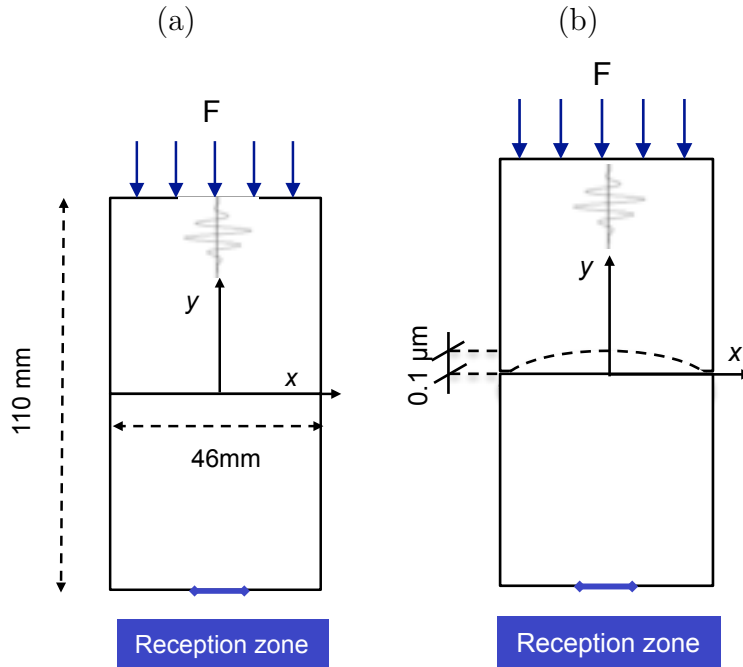 (a)
F
y
x
110 mm
46mm
Reception zone
(b)
F
y
x
0.1 µm
Reception zone